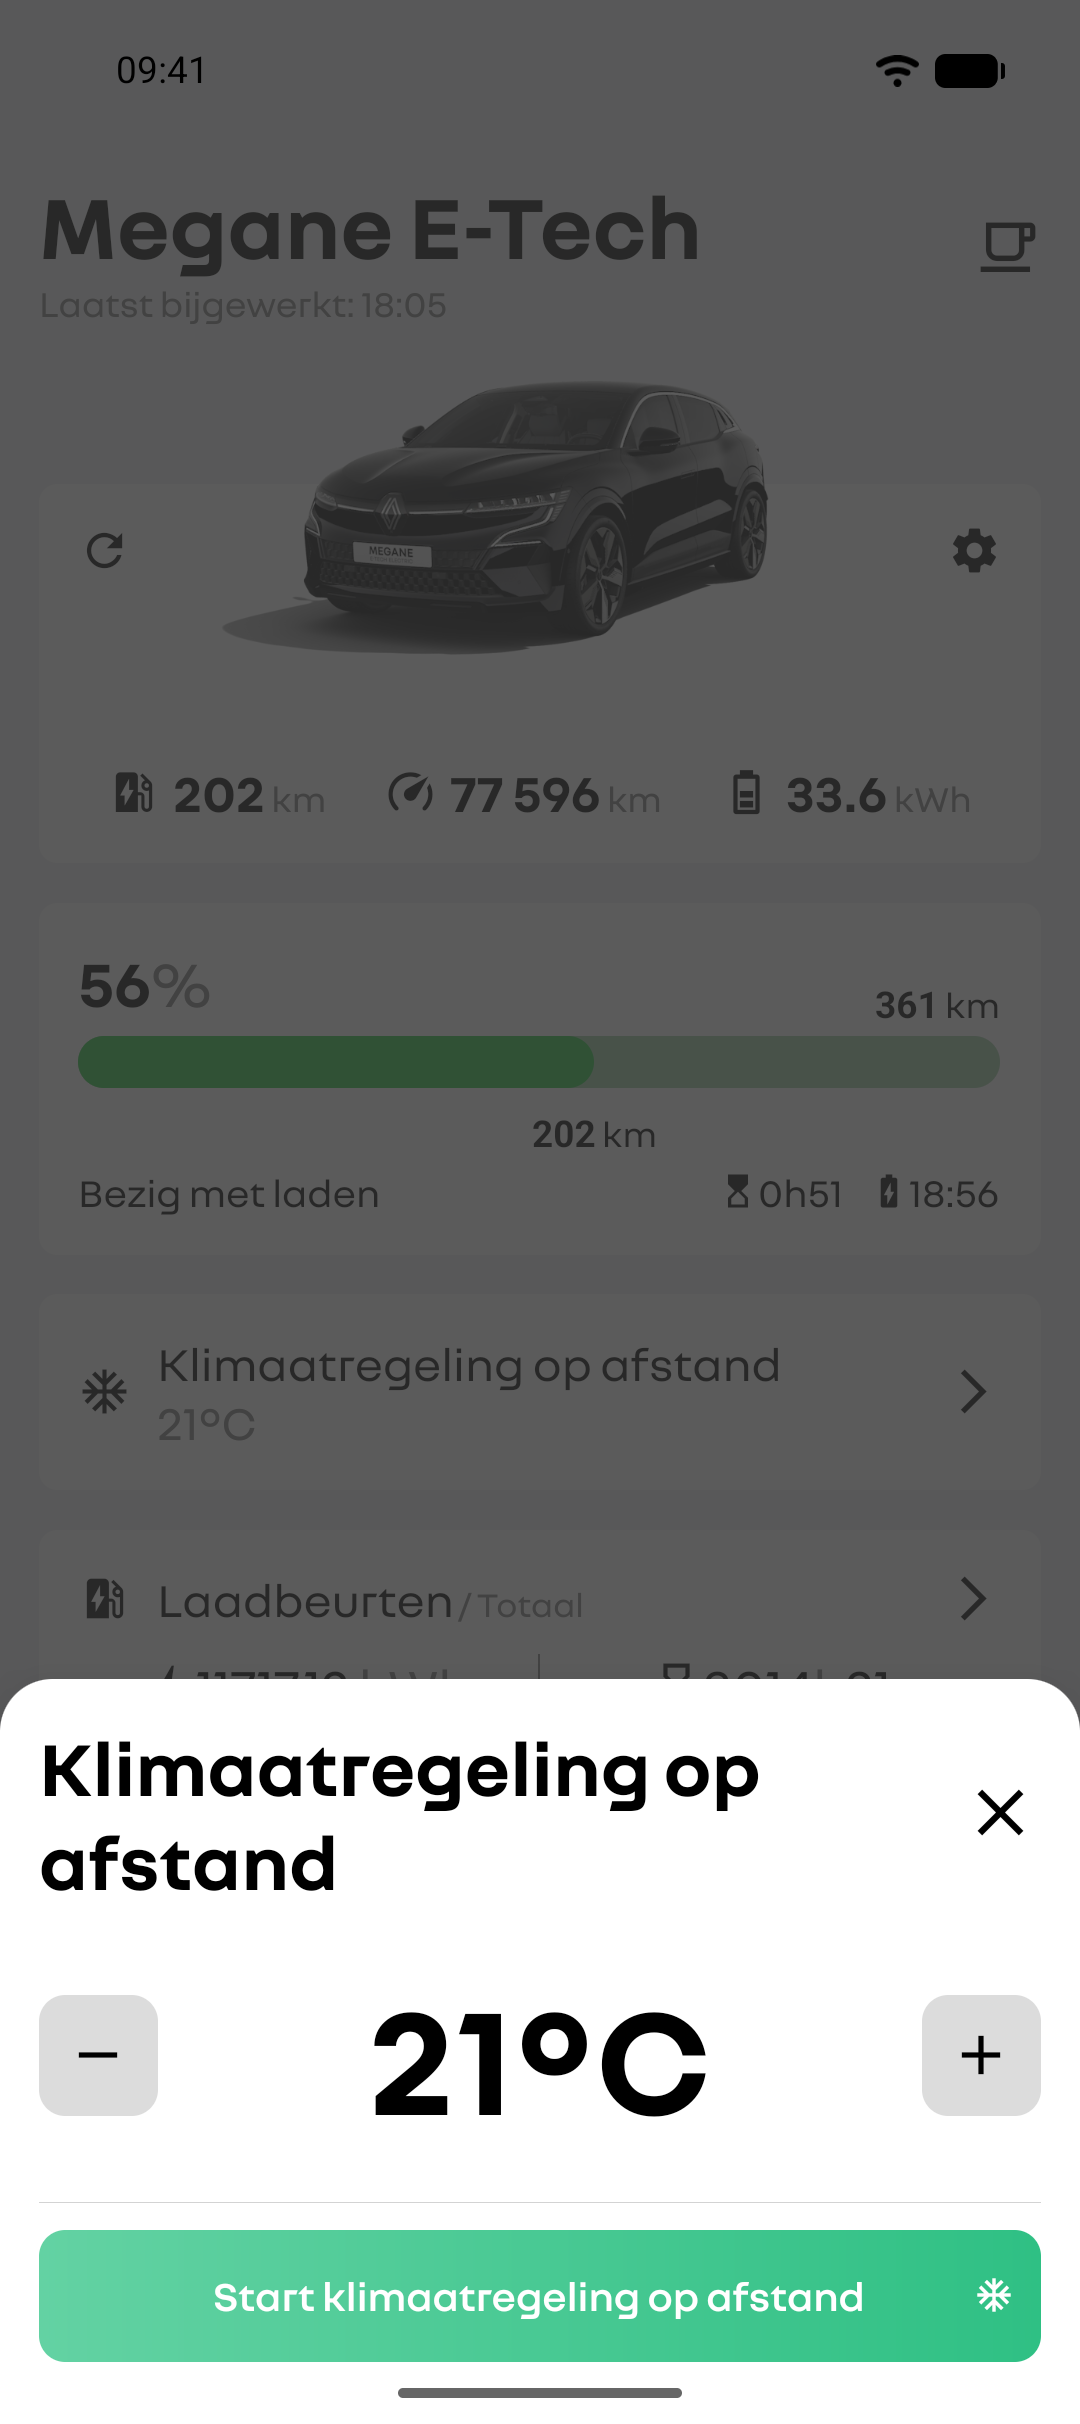 09:41
Megane E-Tech
Laatst bijgewerkt: 18:05
MEGANE
202 km 77 596 km 33.6 kWh
56%
361 km
202 km
Bezig met laden 0h51 18:56
Klimaatregeling op afstand
21°C
Laadbeurten / Totaal
Klimaatregeling op
afstand
21°C
Start klimaatregeling op afstand